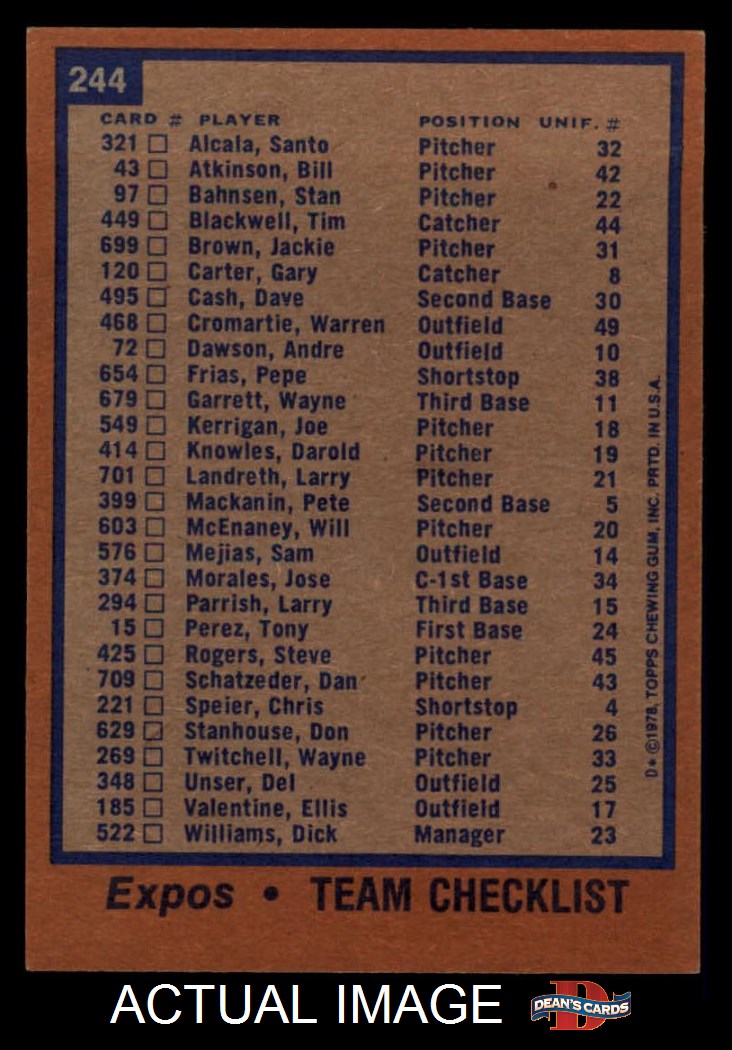 244
CARD # PLAYER POSITION UNIF. #
321 Alcala, Santo Pitcher 32
43 Atkinson, Bill Pitcher 42
97 Bahnsen, Stan Pitcher 22
449 Blackwell, Tim Catcher 44
699 Brown, Jackie Pitcher 31
120 Carter, Gary Catcher 8
495 Cash, Dave Second Base 30
468 Cromartie, Warren Outfield 49
72 Dawson, Andre Outfield 10
654 Frias, Pepe Shortstop 38
679 Garrett, Wayne Third Base 11
549 Kerrigan, Joe Pitcher 18
414 Knowles, Darold Pitcher 19
701 Landreth, Larry Pitcher 21
399 Mackanin, Pete Second Base 5
603 McEnaney, Will Pitcher 20
576 Mejias, Sam Outfield 14
374 Morales, Jose C-1st Base 34
294 Parrish, Larry Third Base 15
15 Perez, Tony First Base 24
425 Rogers, Steve Pitcher 45
709 Schatzeder, Dan Pitcher 43
221 Speier, Chris Shortstop 4
629 Stanhouse, Don Pitcher 26
269 Twitchell, Wayne Pitcher 33
348 Unser, Del Outfield 25
185 Valentine, Ellis Outfield 17
522 Williams, Dick Manager 23
D* ©1978, TOPPS CHEWING GUM, INC. PRTD. IN U.S.A.
Expos • TEAM CHECKLIST
ACTUAL IMAGE
D
DEAN'S CARDS